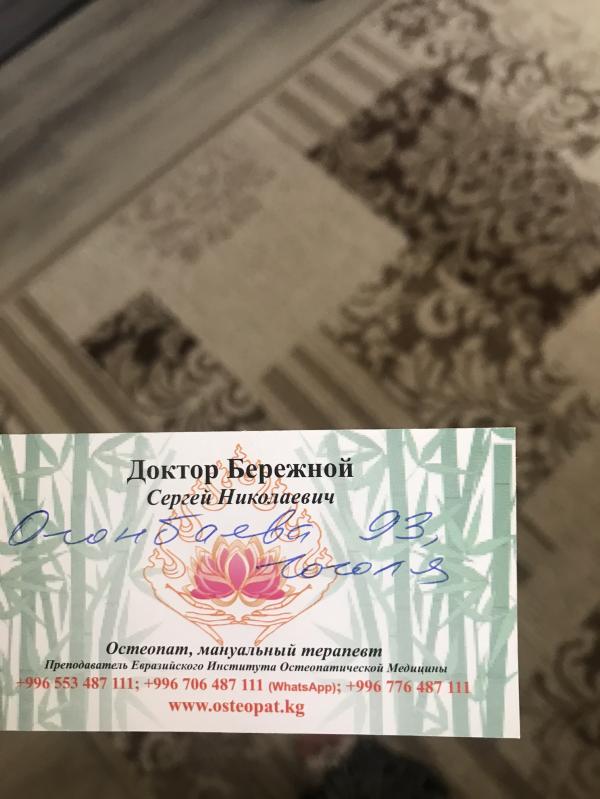 Доктор Бережной
Сергей Николаевич
Огонбаева 93,
гоголя
Остеопат, мануальный терапевт
Преподаватель Евразийского Института Остеопатической Медицины
+996 553 487 111; +996 706 487 111 (WhatsApp); +996 776 487 111
www.osteopat.kg